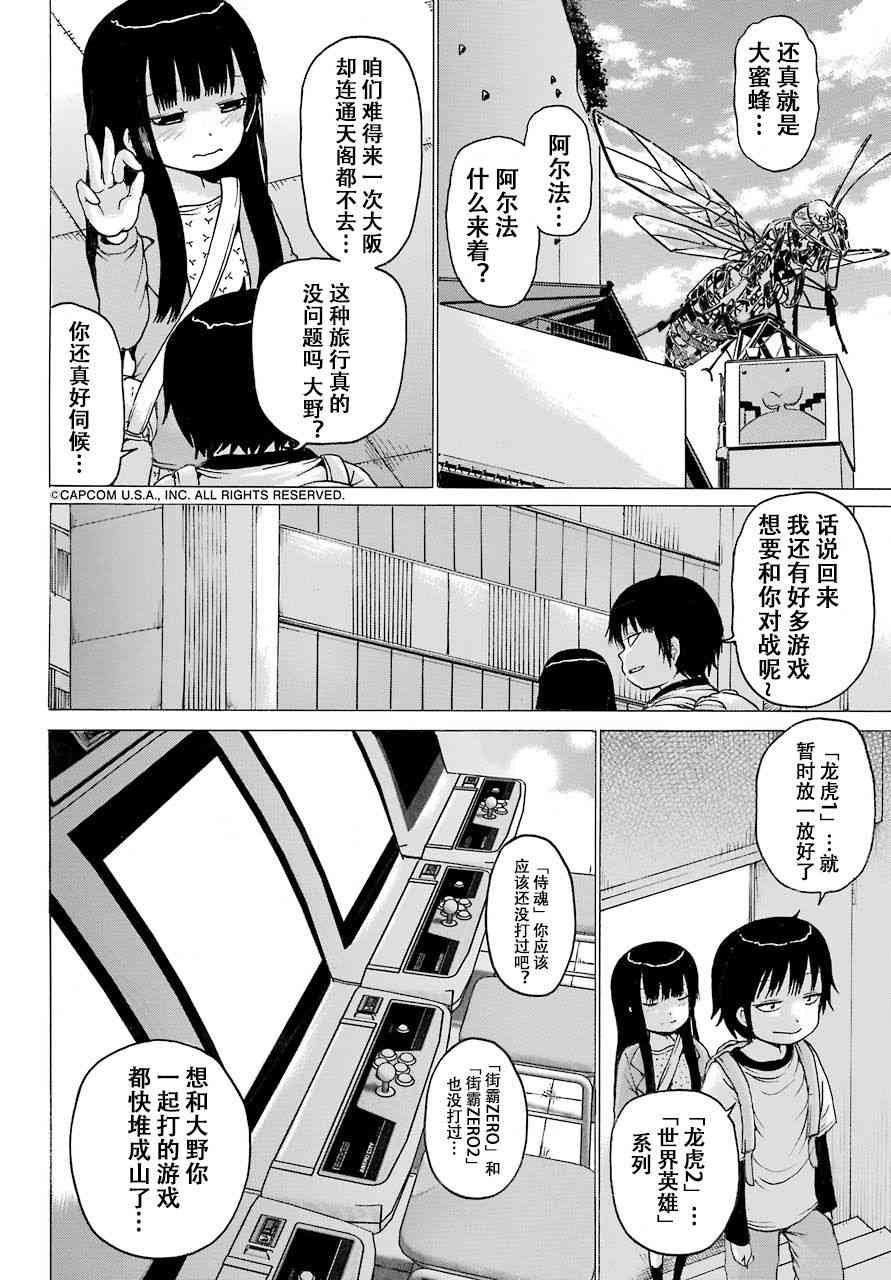 还真就是
大蜜蜂…
阿尔法…
阿尔法
什么来着？
咱们难得来一次大阪
却连通天阁都不去…
这种旅行真的
没问题吗 大野？
你还真好伺候…
©CAPCOM U.S.A., INC. ALL RIGHTS RESERVED.
话说回来
我还有好多游戏
想要和你对战呢~
「龙虎1」…就
暂时放一放好了
「龙虎2」…
「世界英雄」
系列
「侍魂」你应该
应该还没打过吧？
「街霸ZERO」和
「街霸ZERO2」
也没打过…
想和大野你
一起打的游戏
都快堆成山了…